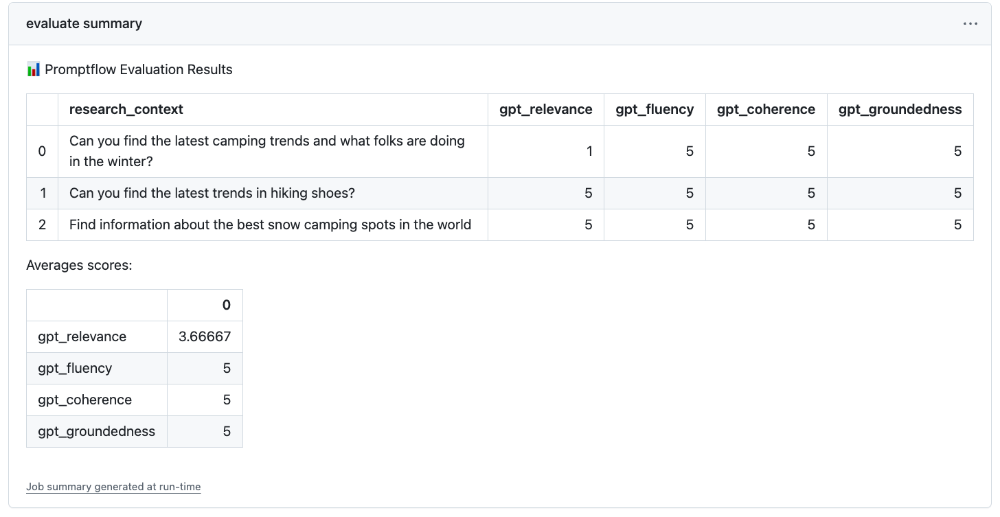 evaluate summary
Promptflow Evaluation Results
research_context gpt_relevance gpt_fluency gpt_coherence gpt_groundedness
0 Can you find the latest camping trends and what folks are doing in the winter? 1 5 5 5
1 Can you find the latest trends in hiking shoes? 5 5 5 5
2 Find information about the best snow camping spots in the world 5 5 5 5
Averages scores:
0
gpt_relevance 3.66667
gpt_fluency 5
gpt_coherence 5
gpt_groundedness 5
Job summary generated at run-time